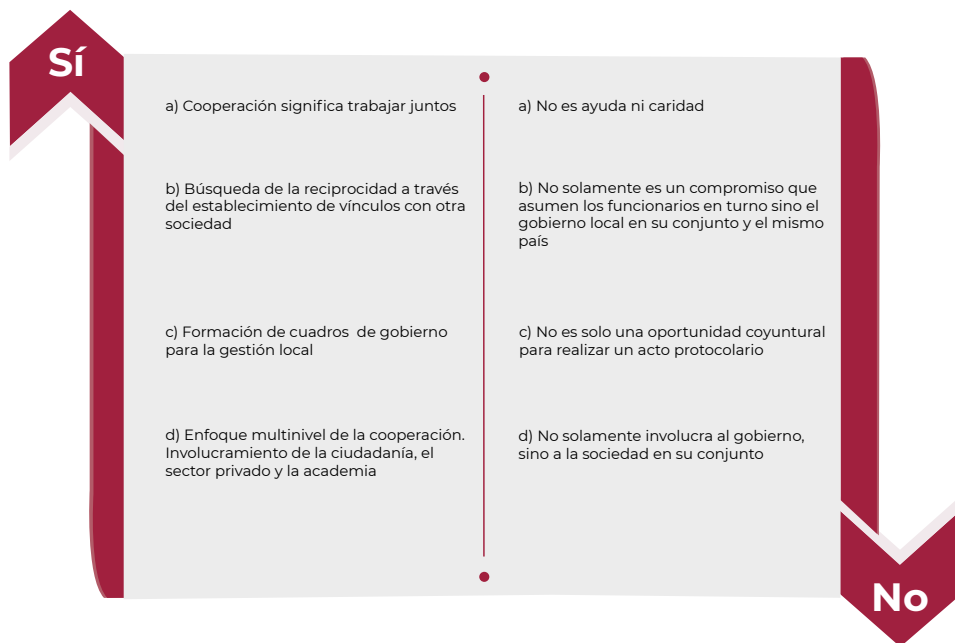 Sí
a) Cooperación significa trabajar juntos
b) Búsqueda de la reciprocidad a través
del establecimiento de vínculos con otra
sociedad
c) Formación de cuadros de gobierno
para la gestión local
d) Enfoque multinivel de la cooperación.
Involucramiento de la ciudadanía, el
sector privado y la academia
a) No es ayuda ni caridad
b) No solamente es un compromiso que
asumen los funcionarios en turno sino el
gobierno local en su conjunto y el mismo
país
c) No es solo una oportunidad coyuntural
para realizar un acto protocolario
d) No solamente involucra al gobierno,
sino a la sociedad en su conjunto
No